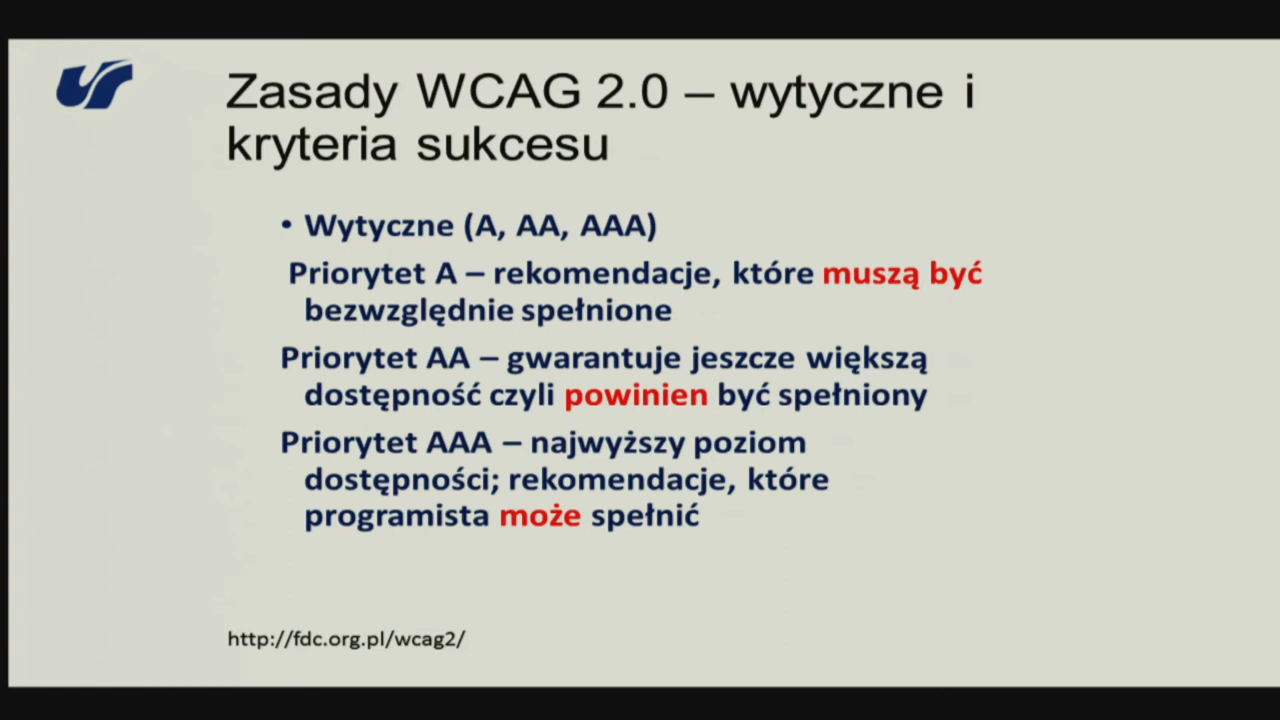 Zasady WCAG 2.0 – wytyczne i
kryteria sukcesu
• Wytyczne (A, AA, AAA)
Priorytet A – rekomendacje, które muszą być
bezwzględnie spełnione
Priorytet AA – gwarantuje jeszcze większą
dostępność czyli powinien być spełniony
Priorytet AAA – najwyższy poziom
dostępności; rekomendacje, które
programista może spełnić
http://fdc.org.pl/wcag2/